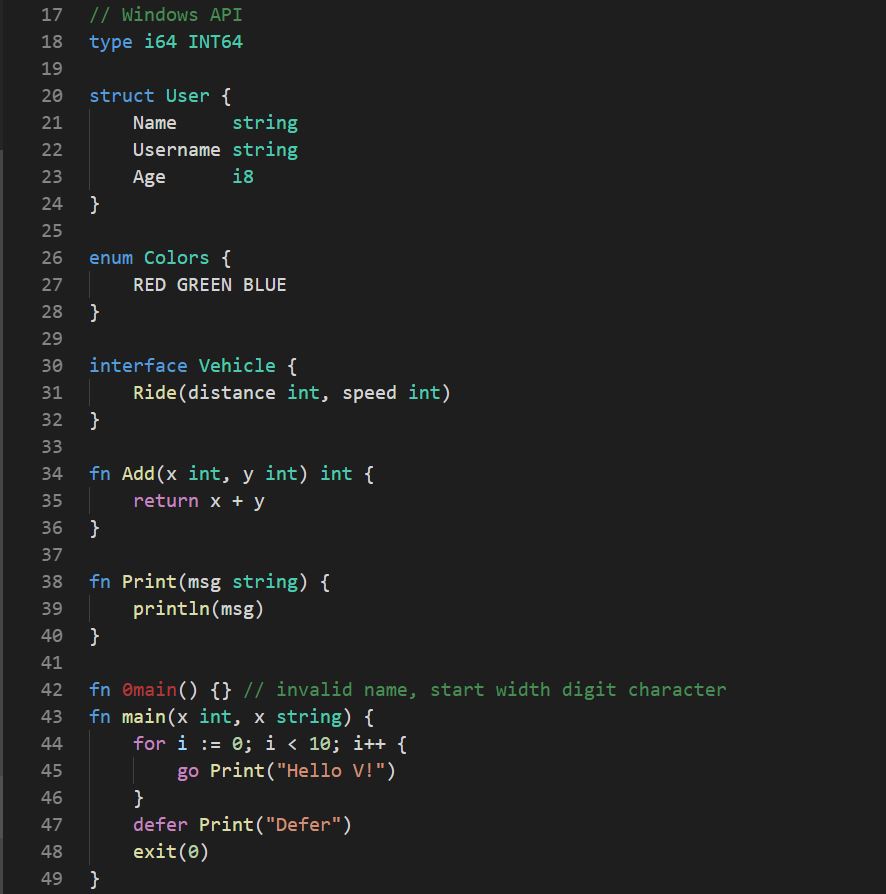 17 // Windows API
18 type i64 INT64
19
20 struct User {
21     Name     string
22     Username string
23     Age      i8
24 }
25
26 enum Colors {
27     RED GREEN BLUE
28 }
29
30 interface Vehicle {
31     Ride(distance int, speed int)
32 }
33
34 fn Add(x int, y int) int {
35     return x + y
36 }
37
38 fn Print(msg string) {
39     println(msg)
40 }
41
42 fn 0main() {} // invalid name, start width digit character
43 fn main(x int, x string) {
44     for i := 0; i < 10; i++ {
45         go Print("Hello V!")
46     }
47     defer Print("Defer")
48     exit(0)
49 }